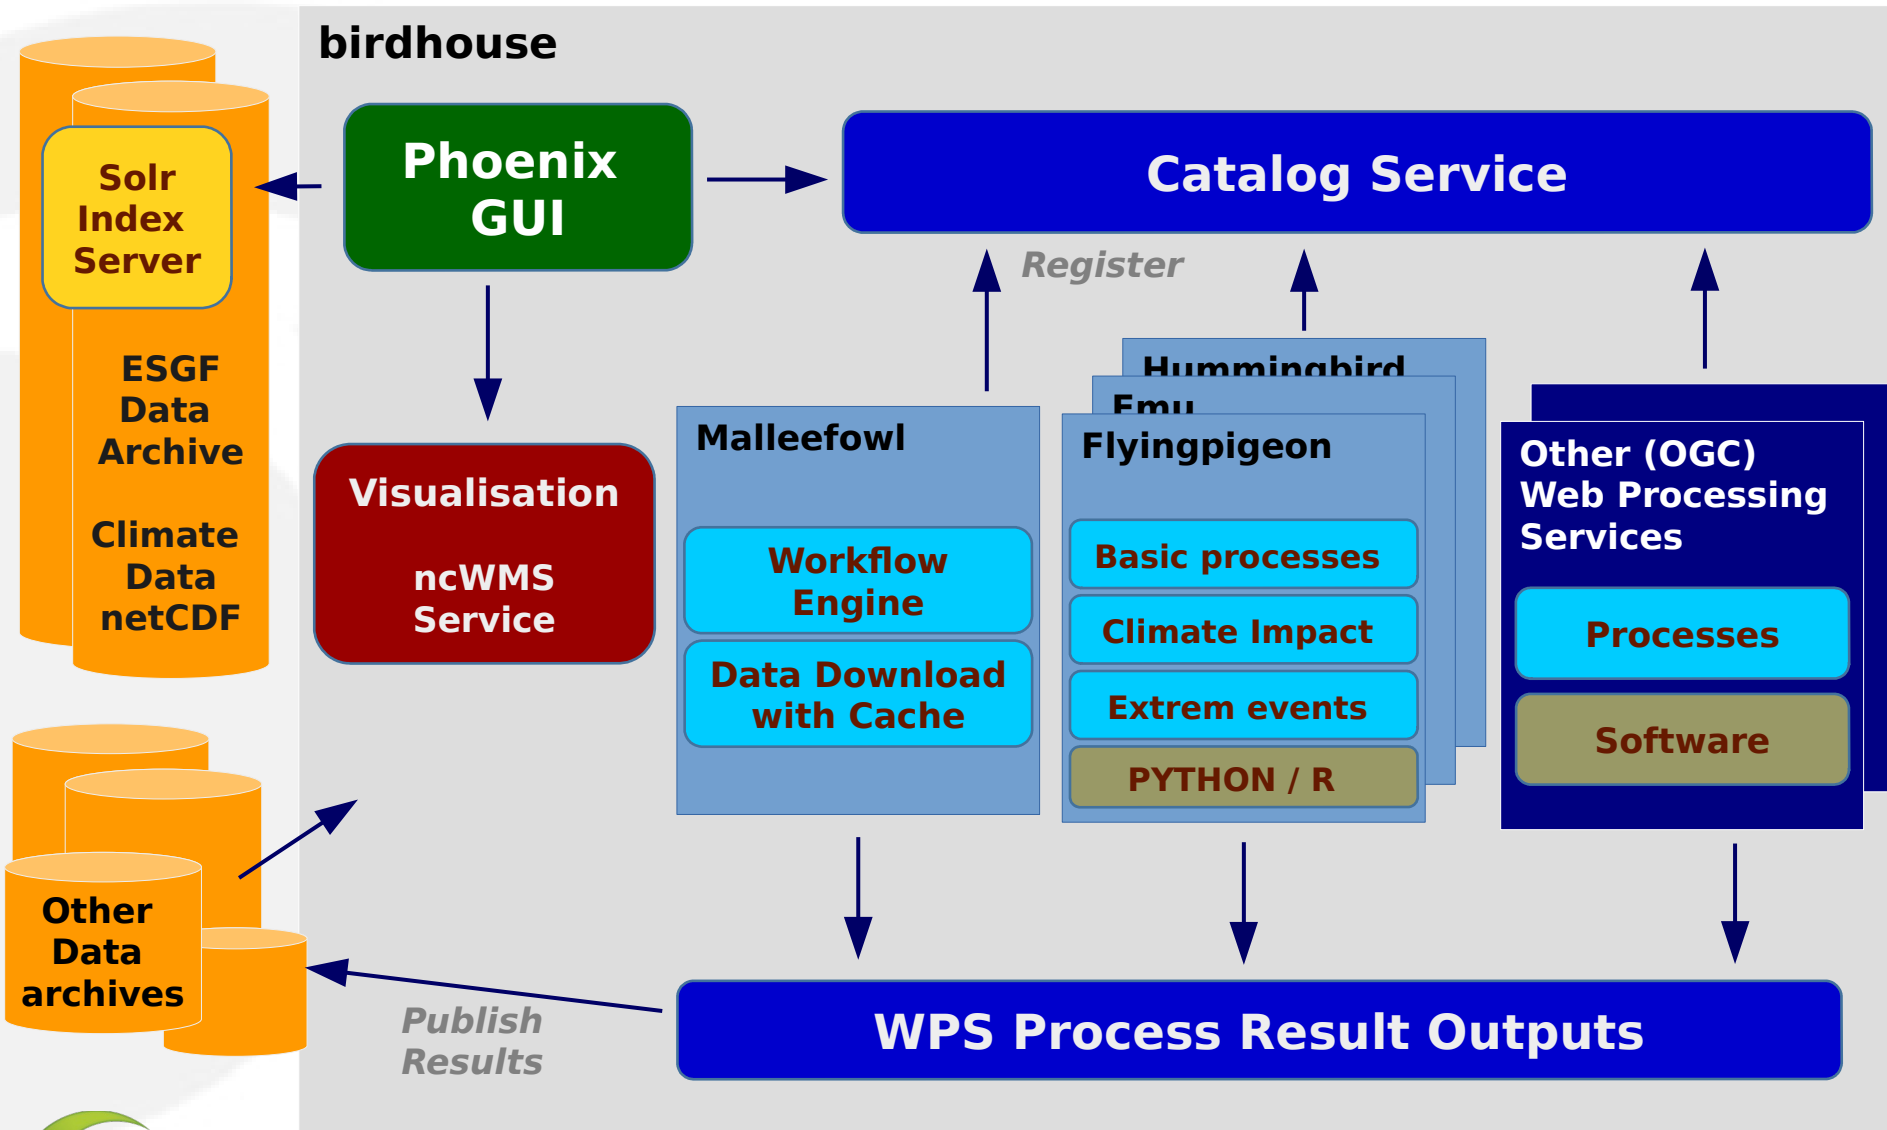 birdhouse
Solr
Index
Server
ESGF
Data
Archive
Climate
Data
netCDF
Phoenix
GUI
Catalog Service
Register
Visualisation
ncWMS
Service
Malleefowl
Workflow
Engine
Data Download
with Cache
Hummingbird
Emu
Flyingpigeon
Basic processes
Climate Impact
Extrem events
PYTHON / R
Other (OGC)
Web Processing
Services
Processes
Software
Other
Data
archives
Publish
Results
WPS Process Result Outputs